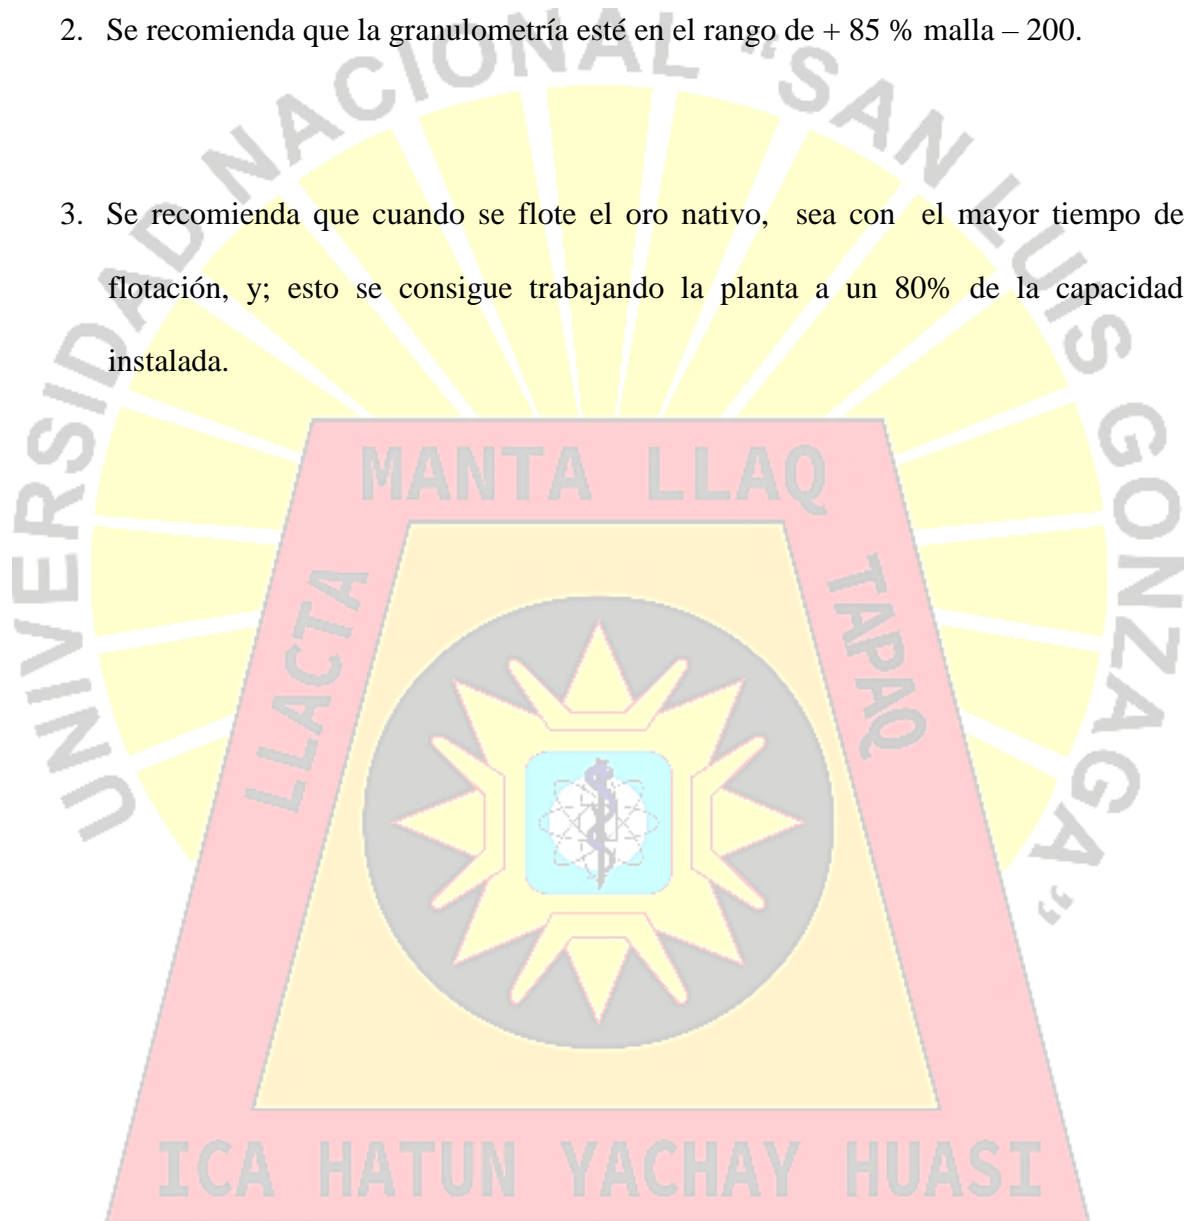 2. Se recomienda que la granulometría esté en el rango de + 85 % malla – 200.
3. Se recomienda que cuando se flote el oro nativo, sea con el mayor tiempo de
flotación, y; esto se consigue trabajando la planta a un 80% de la capacidad
instalada.
UNIVERSIDAD NACIONAL “SAN LUIS GONZAGA”
MANTA LLAQ
LLACTA
TAPAQ
ICA HATUN YACHAY HUASI